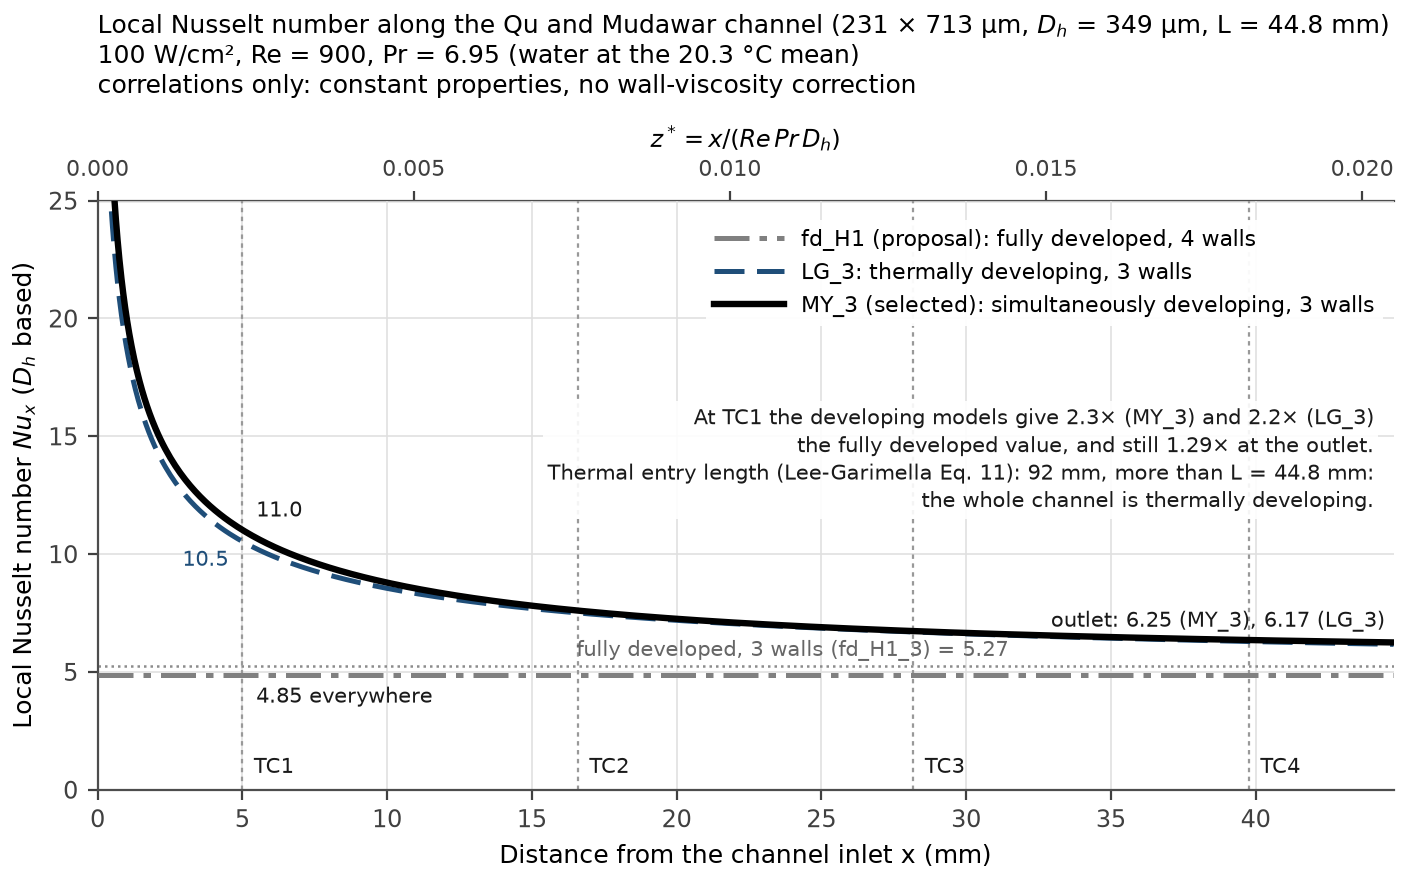 Local Nusselt number along the Qu and Mudawar channel (231 × 713 µm, Dₕ = 349 µm, L = 44.8 mm)
100 W/cm², Re = 900, Pr = 6.95 (water at the 20.3 °C mean)
correlations only: constant properties, no wall-viscosity correction
z* = x/(Re Pr Dₕ)
0.000 0.005 0.010 0.015 0.020
25
20
15
10
5
0
Local Nusselt number Nuₓ (Dₕ based)
fd_H1 (proposal): fully developed, 4 walls
LG_3: thermally developing, 3 walls
MY_3 (selected): simultaneously developing, 3 walls
At TC1 the developing models give 2.3× (MY_3) and 2.2× (LG_3)
the fully developed value, and still 1.29× at the outlet.
Thermal entry length (Lee-Garimella Eq. 11): 92 mm, more than L = 44.8 mm:
the whole channel is thermally developing.
11.0
10.5
outlet: 6.25 (MY_3), 6.17 (LG_3)
fully developed, 3 walls (fd_H1_3) = 5.27
4.85 everywhere
TC1 TC2 TC3 TC4
0 5 10 15 20 25 30 35 40
Distance from the channel inlet x (mm)